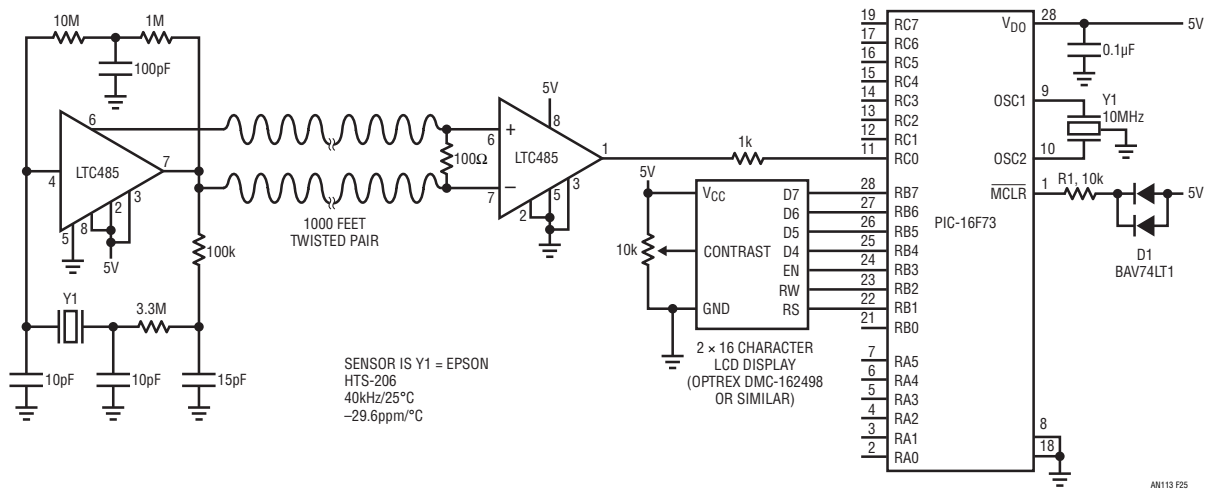 10M
1M
100pF
6
4
LTC485
7
3
2
8
5
5V
100k
Y1
3.3M
10pF
10pF
15pF
1000 FEET
TWISTED PAIR
100Ω
5V
8
+
6
LTC485
1
–
7
2
5
3
SENSOR IS Y1 = EPSON
HTS-206
40kHz/25°C
–29.6ppm/°C
1k
5V
10k
VCC
CONTRAST
GND
D7
D6
D5
D4
EN
RW
RS
2 × 16 CHARACTER
LCD DISPLAY
(OPTREX DMC-162498
OR SIMILAR)
19 RC7
17 RC6
16 RC5
15 RC4
14 RC3
13 RC2
12 RC1
11 RC0
28 RB7
27 RB6
26 RB5
25 RB4
24 RB3
23 RB2
22 RB1
21 RB0
7 RA5
6 RA4
5 RA3
4 RA2
3 RA1
2 RA0
PIC-16F73
VDO 28
5V
0.1µF
OSC1 9
Y1
10MHz
OSC2 10
MCLR 1
R1, 10k
5V
D1
BAV74LT1
8
18
AN113 F25